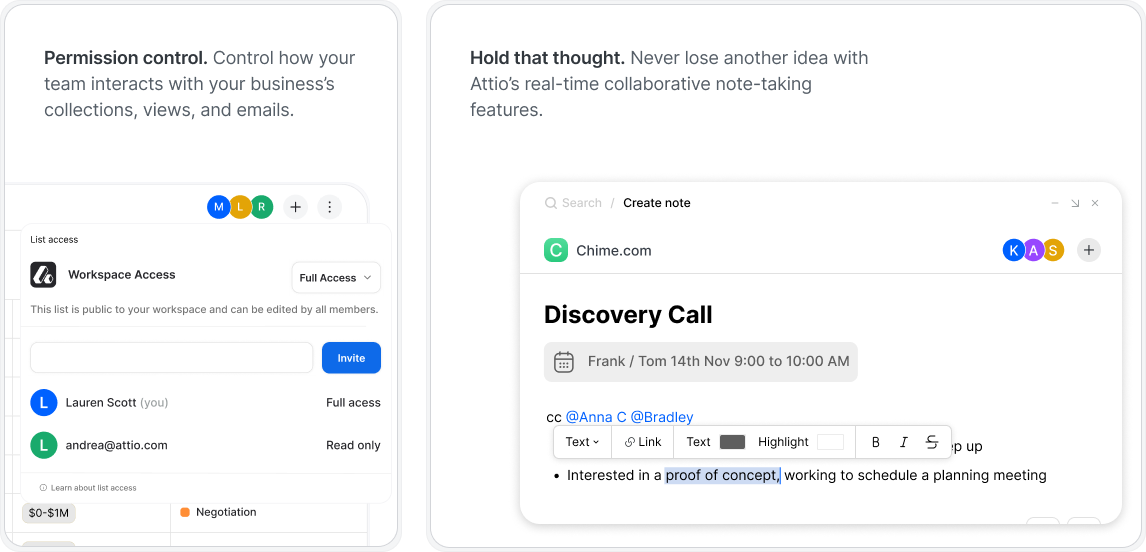 Permission control. Control how your
team interacts with your business’s
collections, views, and emails.
M L R
List access
Workspace Access
Full Access
This list is public to your workspace and can be edited by all members.
Invite
L Lauren Scott (you) Full acess
L andrea@attio.com Read only
Learn about list access
$0-$1M Negotiation
Hold that thought. Never lose another idea with
Attio’s real-time collaborative note-taking
features.
Search / Create note
C Chime.com K A S
Discovery Call
Frank / Tom 14th Nov 9:00 to 10:00 AM
cc @Anna C @Bradley
Text Link Text Highlight B I S
up
• Interested in a proof of concept, working to schedule a planning meeting